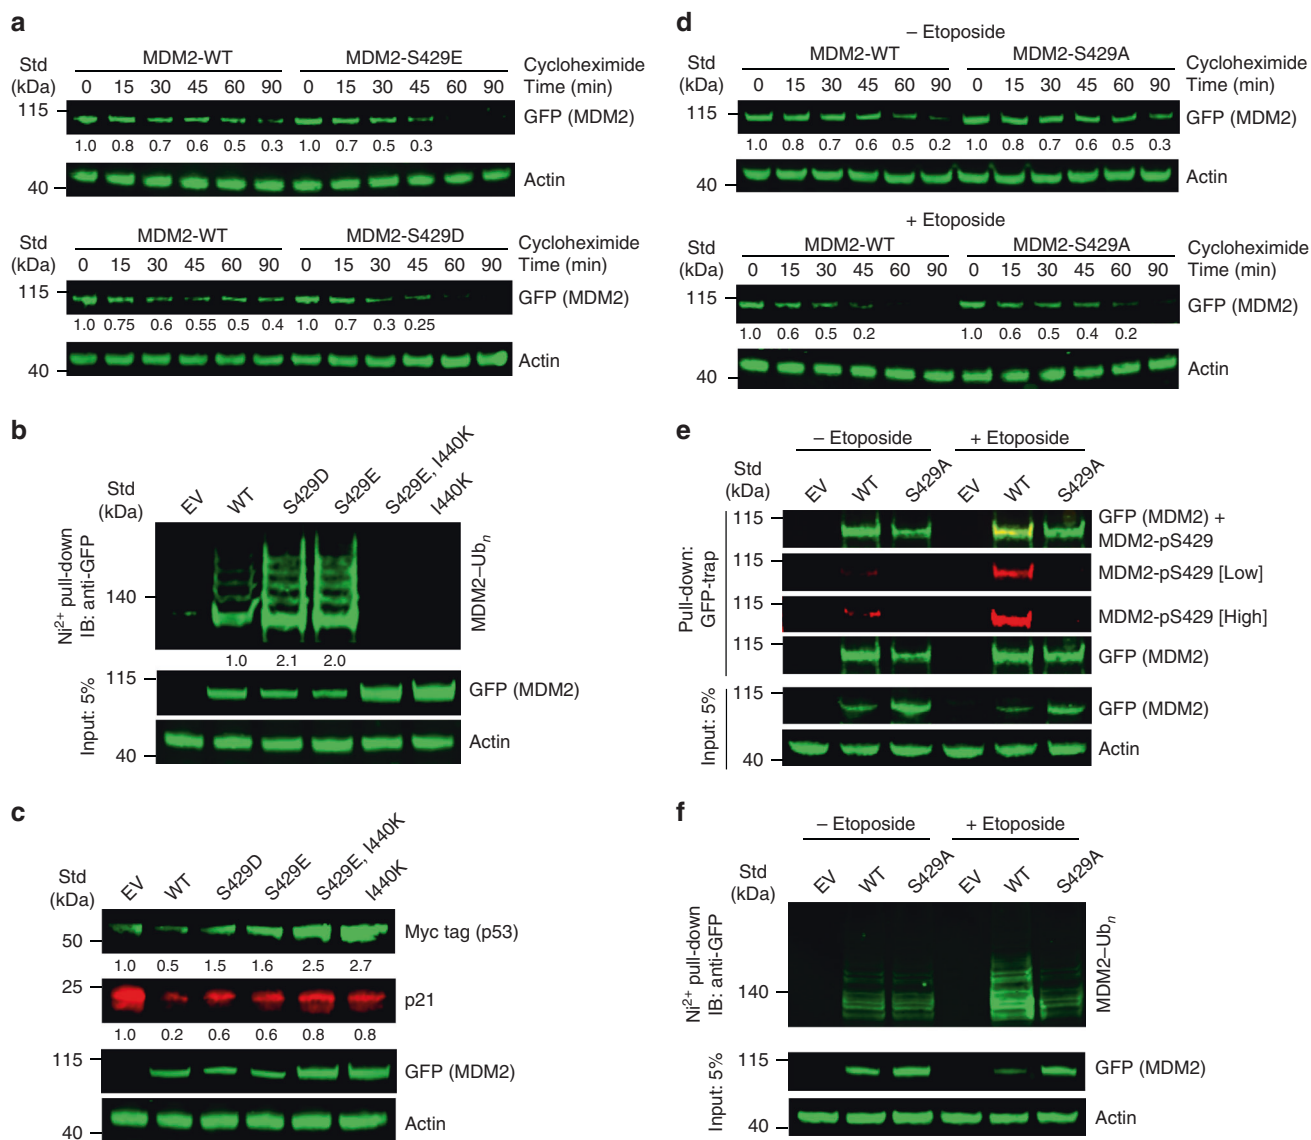 a
MDM2-WT MDM2-S429E
Std (kDa)
0 15 30 45 60 90 0 15 30 45 60 90
Cycloheximide Time (min)
115
GFP (MDM2)
1.0 0.8 0.7 0.6 0.5 0.3 1.0 0.7 0.5 0.3
40
Actin
MDM2-WT MDM2-S429D
Std (kDa)
0 15 30 45 60 90 0 15 30 45 60 90
Cycloheximide Time (min)
115
GFP (MDM2)
1.0 0.75 0.6 0.55 0.5 0.4 1.0 0.7 0.3 0.25
40
Actin
b
Std (kDa)
EV WT S429D S429E S429E, I440K I440K
Ni2+ pull-down
IB: anti-GFP
140
MDM2–Ubn
1.0 2.1 2.0
Input: 5%
115
GFP (MDM2)
40
Actin
c
Std (kDa)
EV WT S429D S429E S429E, I440K I440K
50
Myc tag (p53)
1.0 0.5 1.5 1.6 2.5 2.7
25
p21
1.0 0.2 0.6 0.6 0.8 0.8
115
GFP (MDM2)
40
Actin
d
– Etoposide
MDM2-WT MDM2-S429A
Std (kDa)
0 15 30 45 60 90 0 15 30 45 60 90
Cycloheximide Time (min)
115
GFP (MDM2)
1.0 0.8 0.7 0.6 0.5 0.2 1.0 0.8 0.7 0.6 0.5 0.3
40
Actin
+ Etoposide
MDM2-WT MDM2-S429A
Std (kDa)
0 15 30 45 60 90 0 15 30 45 60 90
Cycloheximide Time (min)
115
GFP (MDM2)
1.0 0.6 0.5 0.2 1.0 0.6 0.5 0.4 0.2
40
Actin
e
– Etoposide + Etoposide
Std (kDa)
EV WT S429A EV WT S429A
Pull-down:
GFP-trap
115
GFP (MDM2) +
MDM2-pS429
115
MDM2-pS429 [Low]
115
MDM2-pS429 [High]
115
GFP (MDM2)
Input: 5%
115
GFP (MDM2)
40
Actin
f
– Etoposide + Etoposide
Std (kDa)
EV WT S429A EV WT S429A
Ni2+ pull-down
IB: anti-GFP
140
MDM2–Ubn
Input: 5%
115
GFP (MDM2)
40
Actin